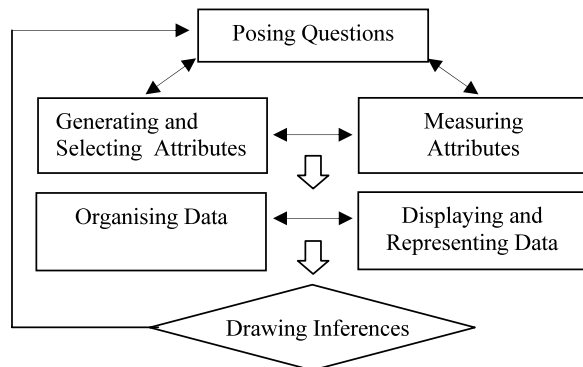 Posing Questions
Generating and
Selecting Attributes
Measuring
Attributes
Organising Data
Displaying and
Representing Data
Drawing Inferences